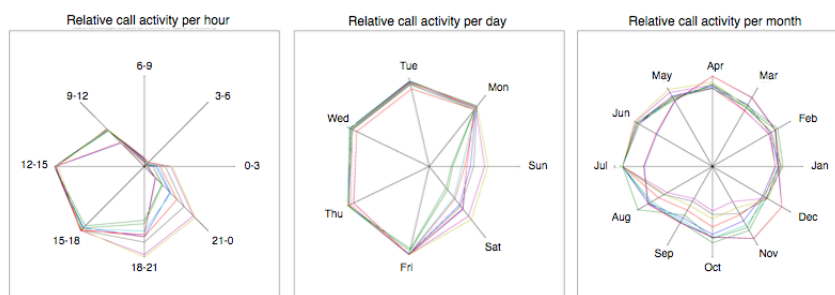 Relative call activity per hour
6-9
9-12
3-6
12-15
0-3
15-18
21-0
18-21
Relative call activity per day
Tue
Mon
Wed
Sun
Thu
Sat
Fri
Relative call activity per month
Apr
May
Mar
Jun
Feb
Jul
Jan
Aug
Dec
Sep
Nov
Oct